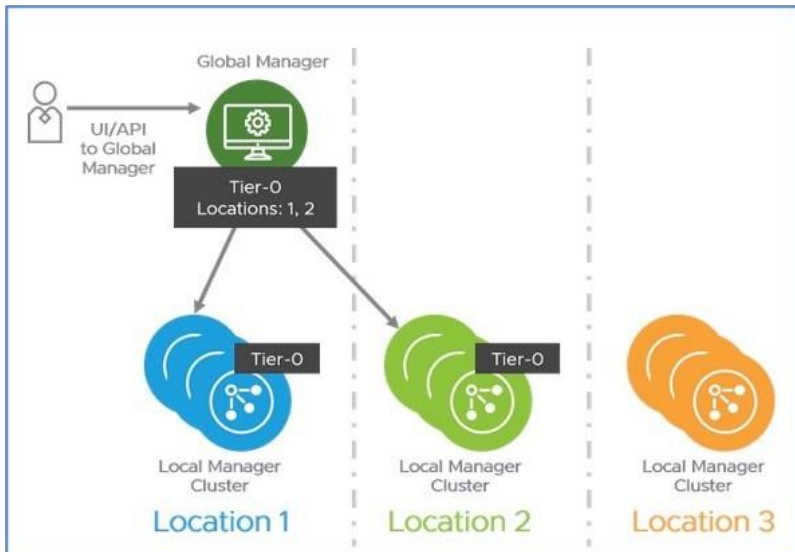 Global Manager
UI/API
to Global
Manager
Tier-0
Locations: 1, 2
Tier-0
Tier-0
Local Manager
Cluster
Local Manager
Cluster
Local Manager
Cluster
Location 1
Location 2
Location 3